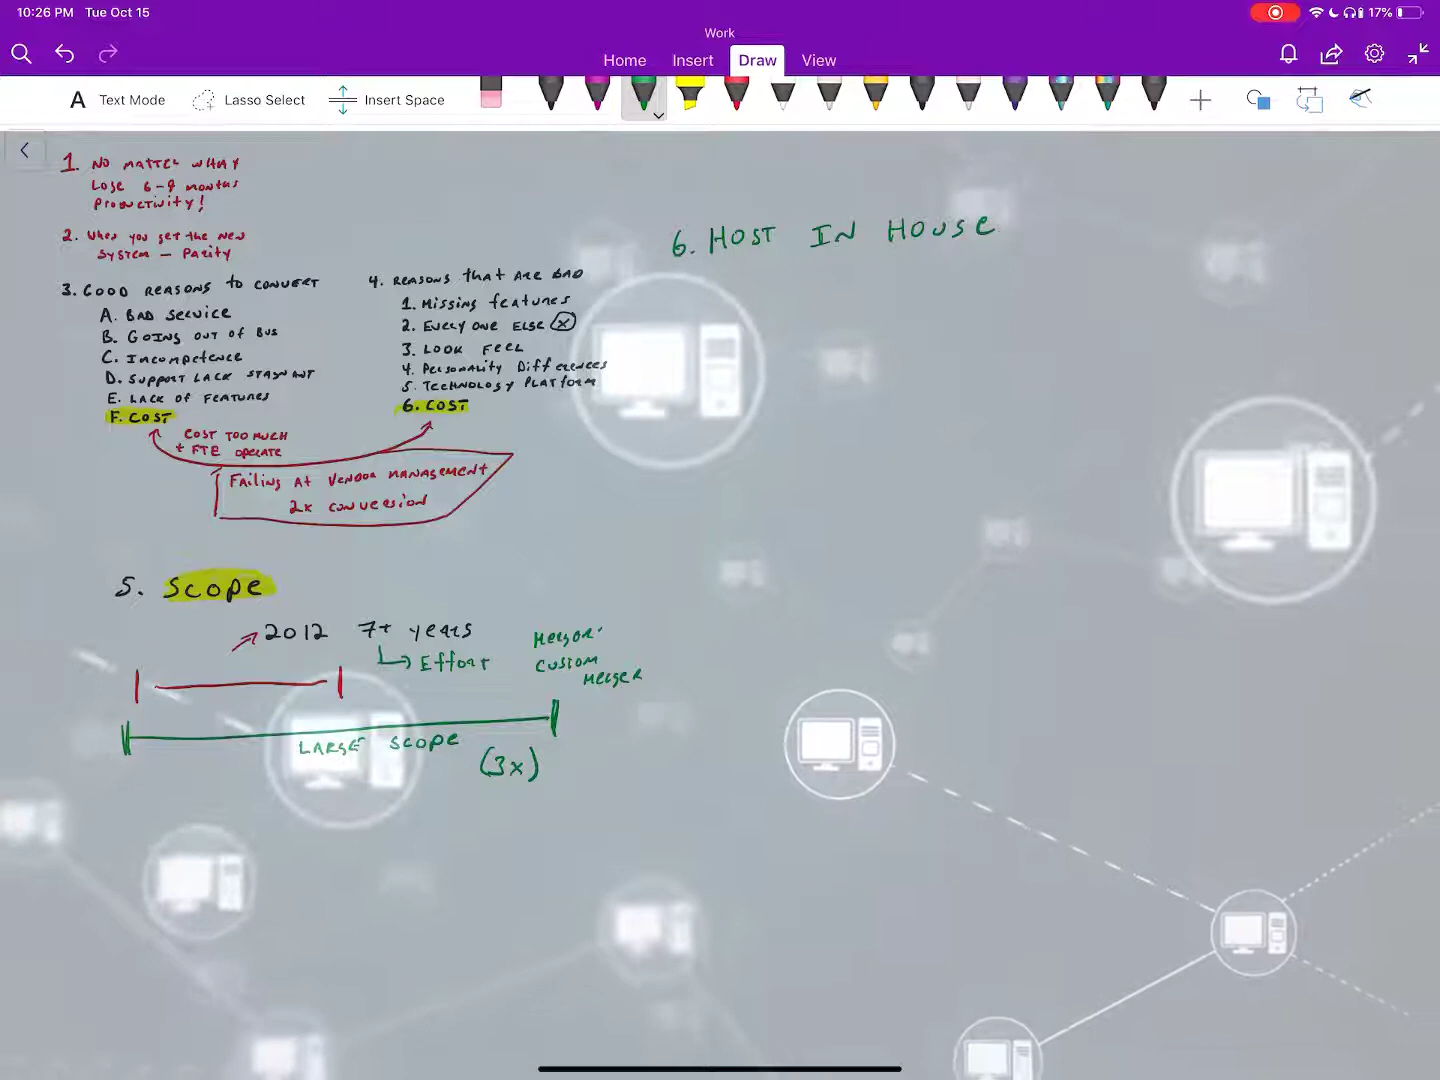 10:26 PM Tue Oct 15
17%
Work
Home Insert Draw View
A Text Mode Lasso Select Insert Space
1. NO MATTER WHAT
LOSE 6-9 MONTHS
PRODUCTIVITY!
2. When you get the New
SYSTEM - PARITY
3. GOOD REASONS to CONVERT
A. BAD SERVICE
B. GOING OUT OF BUS
C. INCOMPETENCE
D. SUPPORT LACK STAGNANT
E. LACK OF FEATURES
F. COST
4. REASONS that ARE BAD
1. MISSING features
2. EVERY ONE ELSE X
3. LOOK FEEL
4. PERSONALITY DIFFERENCES
5. TECHNOLOGY PLATFORM
6. COST
COST TOO MUCH
+ FTE OPERATE
FAILING AT VENDOR MANAGEMENT
2X CONVERSION
5. SCOPE
2012 7+ years
Effort
Merger
CUSTOM
MERGER
LARGE SCOPE
(3x)
6. HOST IN HOUSE